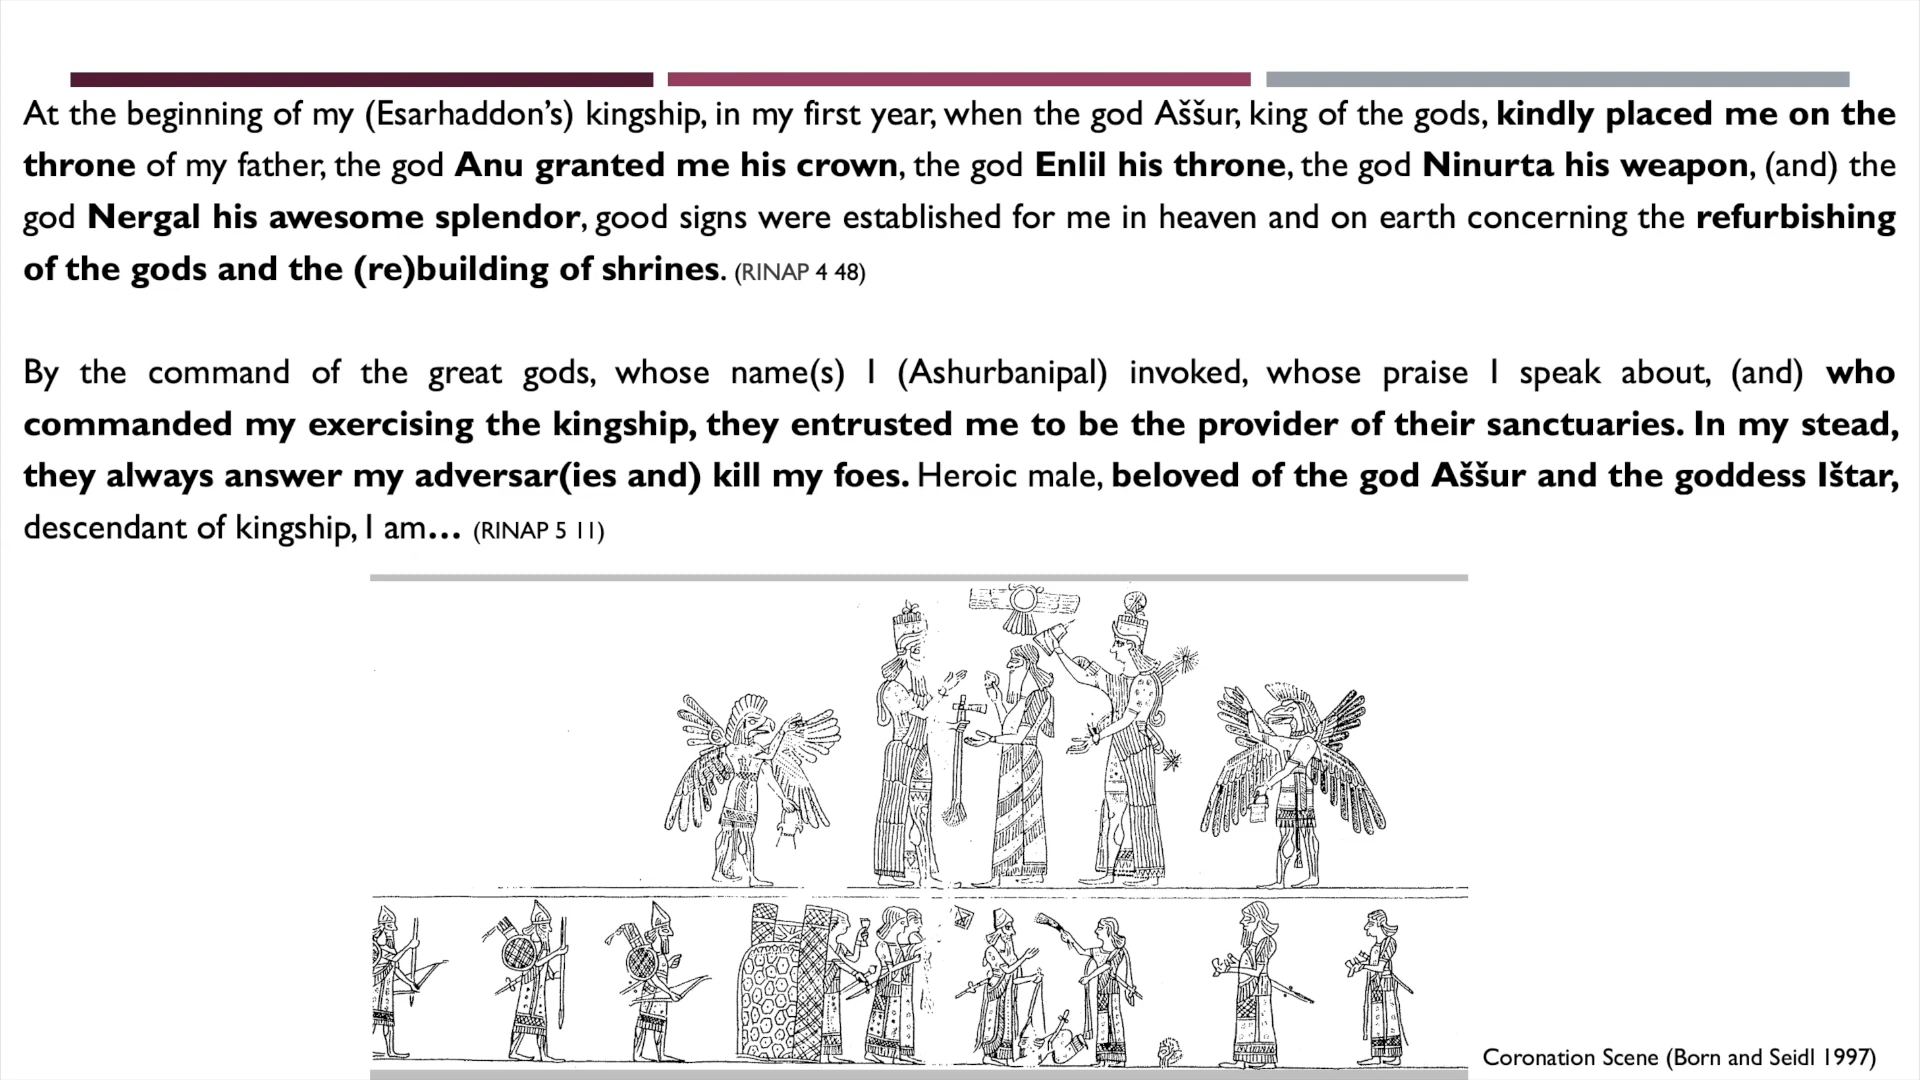 At the beginning of my (Esarhaddon’s) kingship, in my first year, when the god Aššur, king of the gods, kindly placed me on the
throne of my father, the god Anu granted me his crown, the god Enlil his throne, the god Ninurta his weapon, (and) the
god Nergal his awesome splendor, good signs were established for me in heaven and on earth concerning the refurbishing
of the gods and the (re)building of shrines. (RINAP 4 48)
By the command of the great gods, whose name(s) I (Ashurbanipal) invoked, whose praise I speak about, (and) who
commanded my exercising the kingship, they entrusted me to be the provider of their sanctuaries. In my stead,
they always answer my adversar(ies and) kill my foes. Heroic male, beloved of the god Aššur and the goddess Ištar,
descendant of kingship, I am… (RINAP 5 11)
Coronation Scene (Born and Seidl 1997)